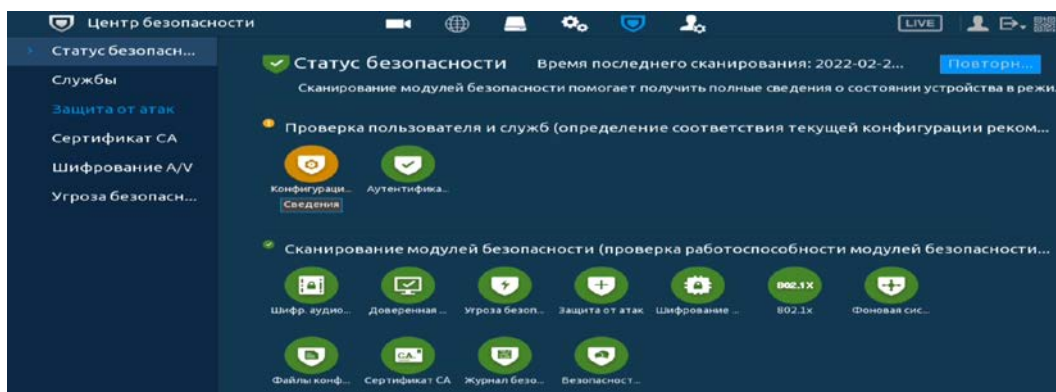 Центр безопасности
LIVE
Статус безопасн...
Службы
Защита от атак
Сертификат CA
Шифрование A/V
Угроза безопасн...
Статус безопасности
Время последнего сканирования: 2022-02-2...
Повторн...
Сканирование модулей безопасности помогает получить полные сведения о состоянии устройства в режи
Проверка пользователя и служб (определение соответствия текущей конфигурации реком...
Конфигураци... Аутентифика...
Сведения
Сканирование модулей безопасности (проверка работоспособности модулей безопасности...
802.1X
Шифр. аудио... Доверенная ... Угроза безоп... Защита от атак Шифрование ... 802.1x Фоновая сис...
CA
Файлы конф... Сертификат CA Журнал безо... Безопасност...